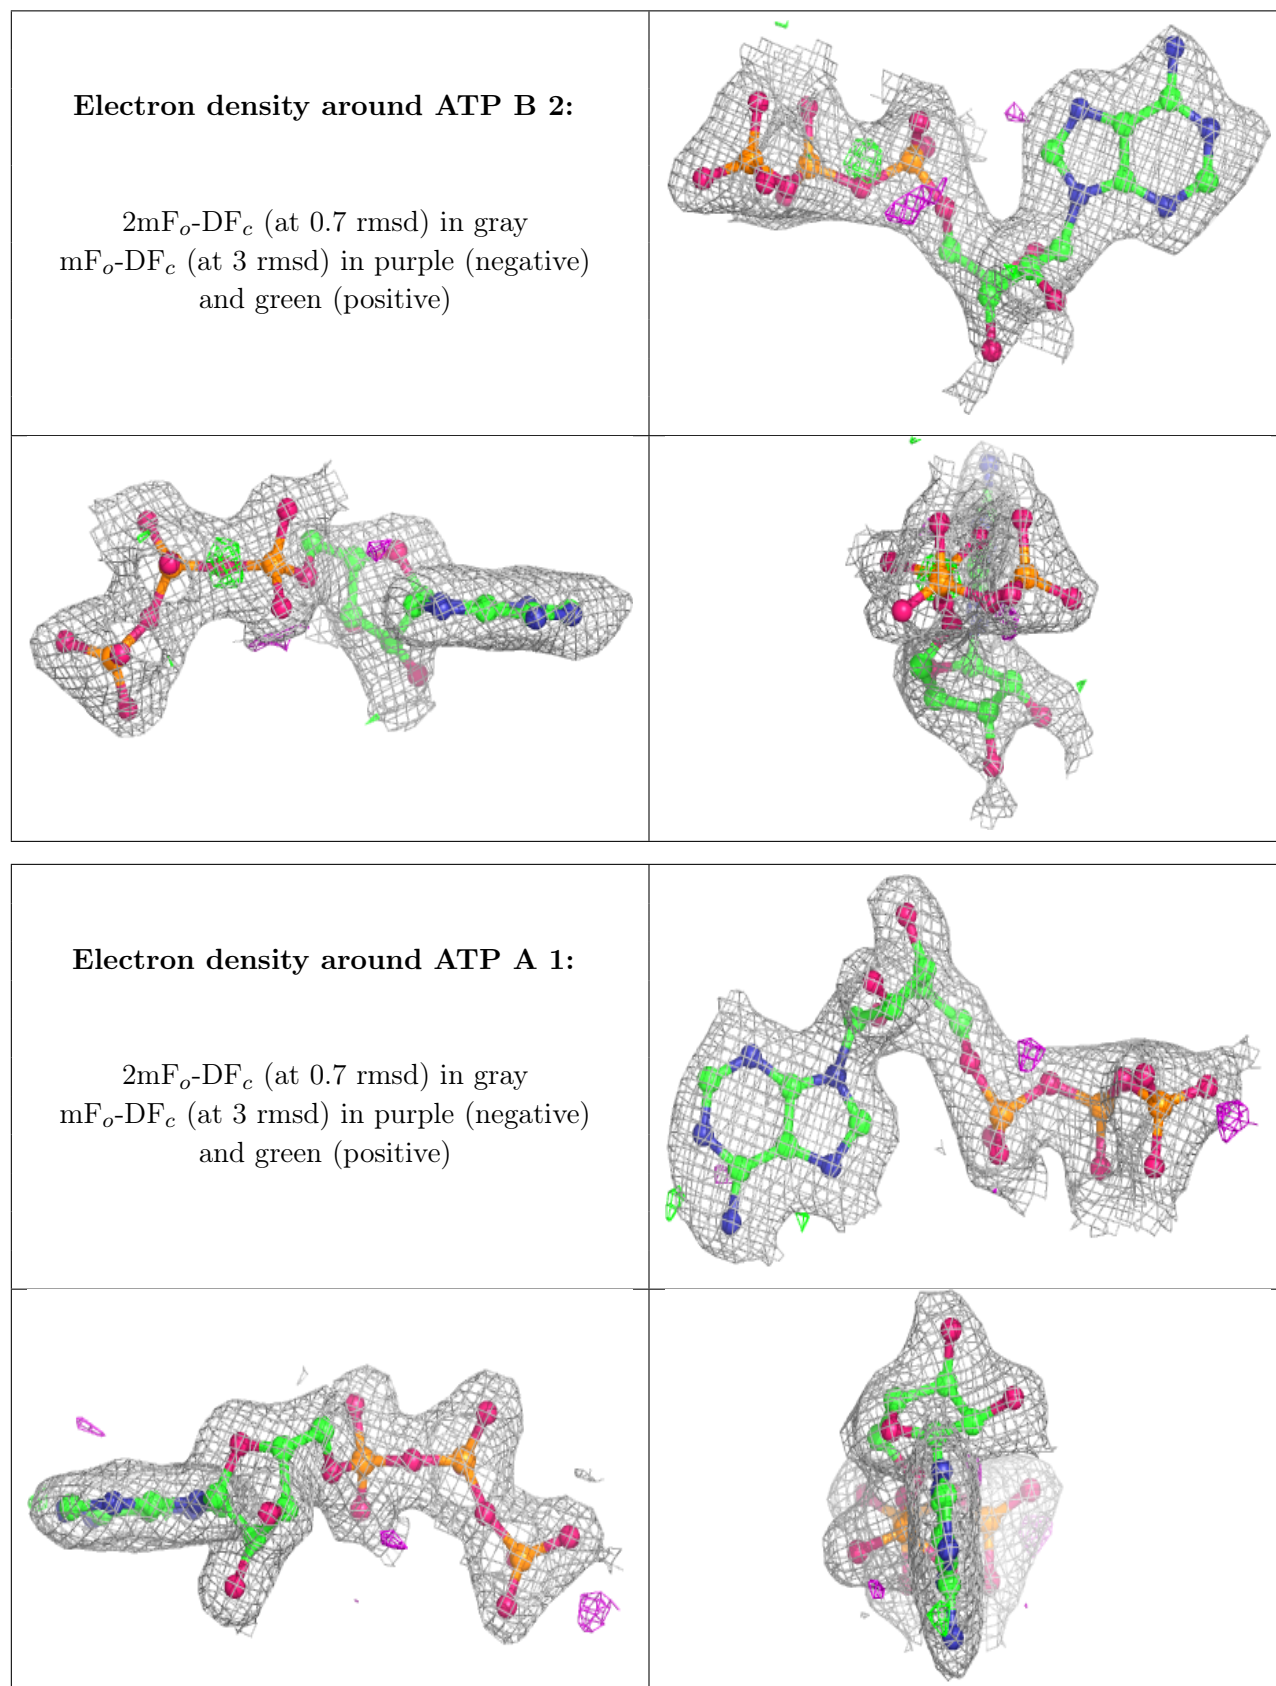 Electron density around ATP B 2:
2mFo-DFc (at 0.7 rmsd) in gray
mFo-DFc (at 3 rmsd) in purple (negative)
and green (positive)
Electron density around ATP A 1:
2mFo-DFc (at 0.7 rmsd) in gray
mFo-DFc (at 3 rmsd) in purple (negative)
and green (positive)